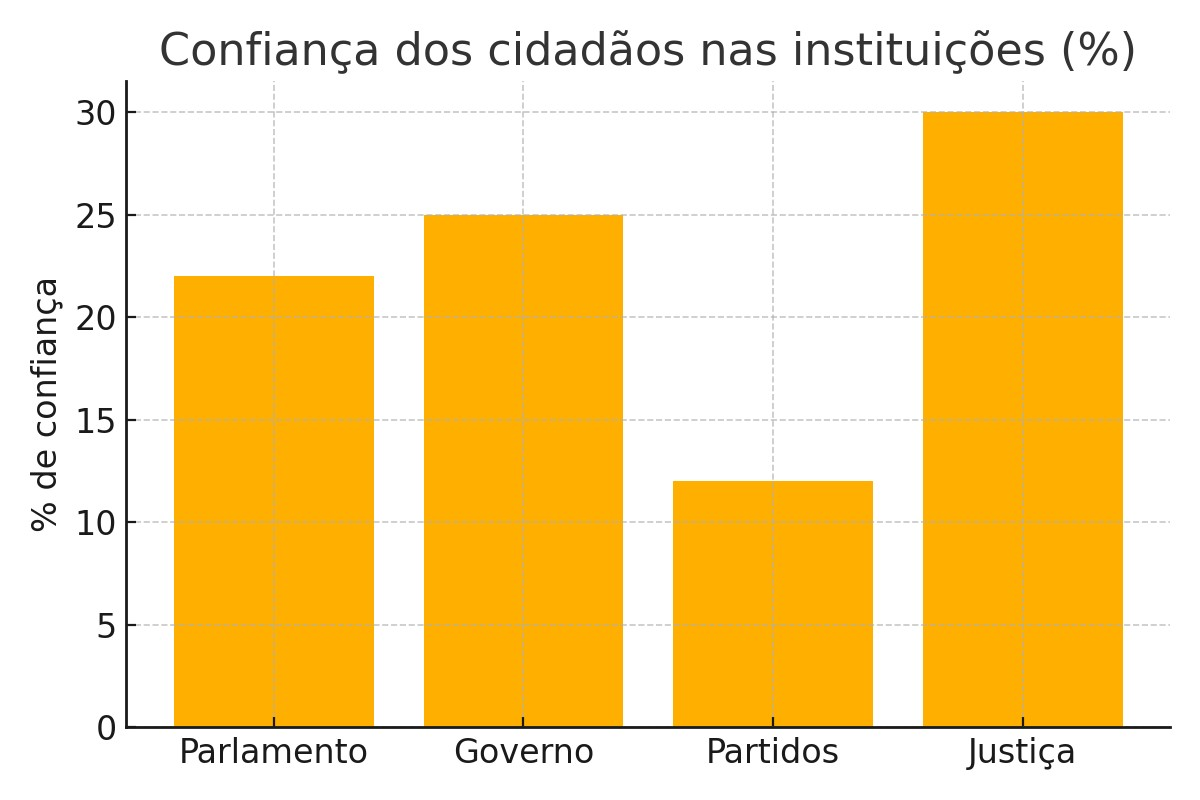 Confiança dos cidadãos nas instituições (%)
% de confiança
30
25
20
15
10
5
0
Parlamento Governo Partidos Justiça